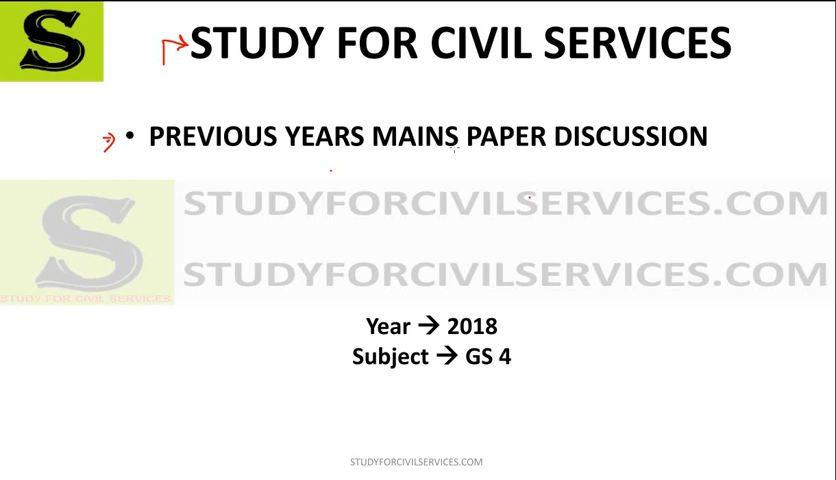 S
STUDY FOR CIVIL SERVICES
• PREVIOUS YEARS MAINS PAPER DISCUSSION
STUDYFORCIVILSERVICES.COM
S
STUDYFORCIVILSERVICES.COM
STUDY FOR CIVIL SERVICES
Year → 2018
Subject → GS 4
STUDYFORCIVILSERVICES.COM